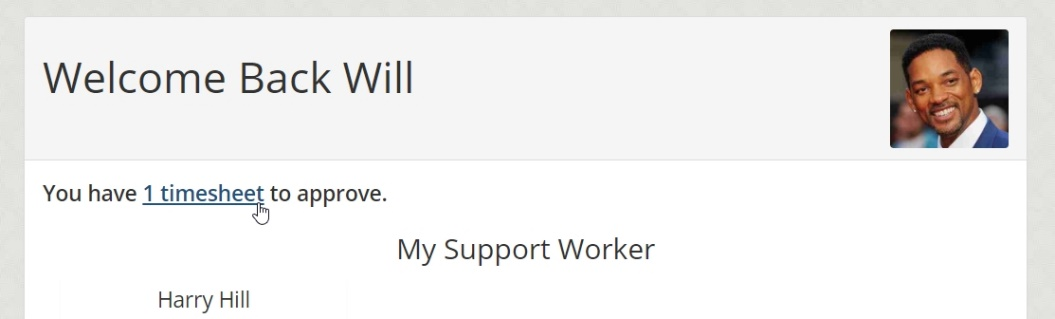 Welcome Back Will
You have 1 timesheet to approve.
My Support Worker
Harry Hill